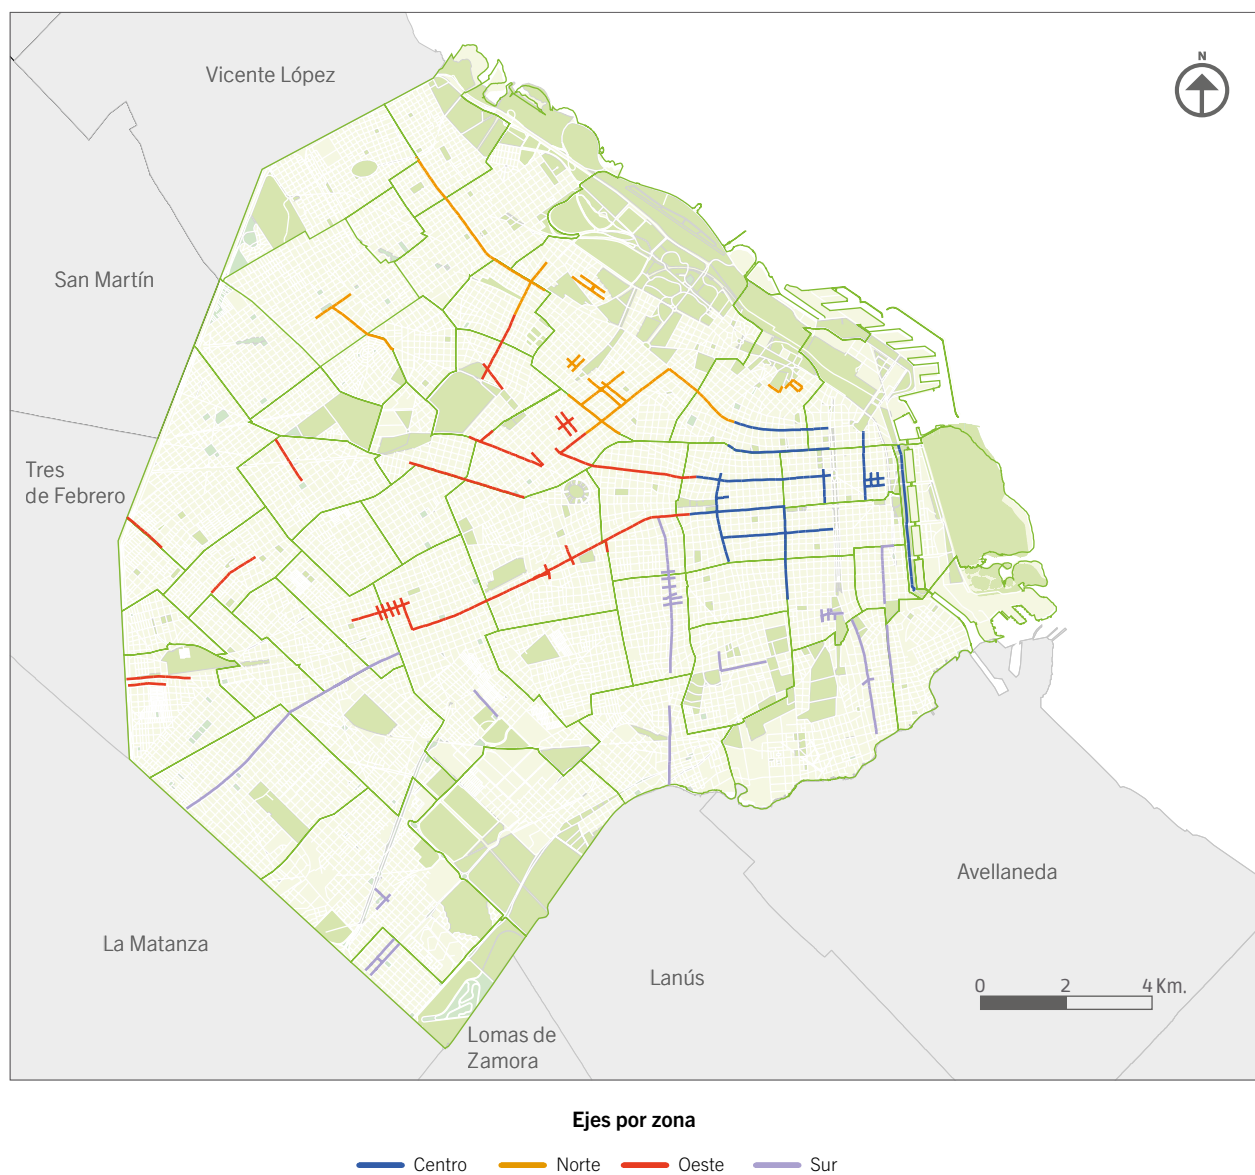 N
Vicente López
San Martín
Tres
de Febrero
Avellaneda
La Matanza
Lanús
0 2 4 Km.
Lomas de
Zamora
Ejes por zona
Centro Norte Oeste Sur